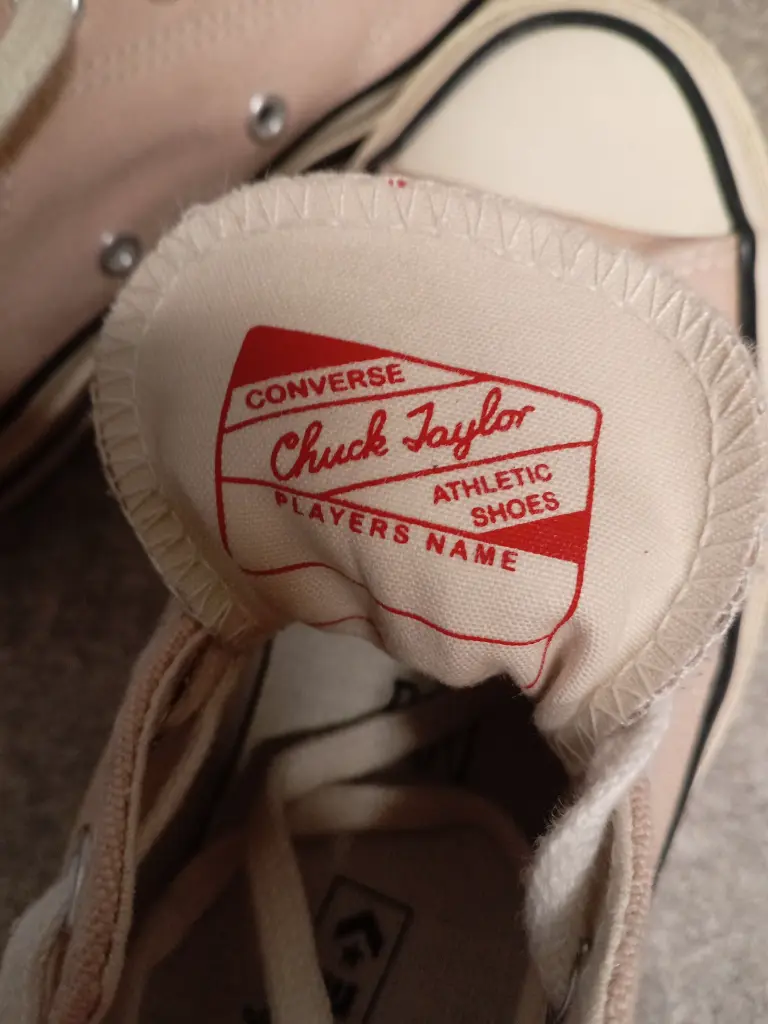 CONVERSE
Chuck Taylor
ATHLETIC
SHOES
PLAYERS NAME